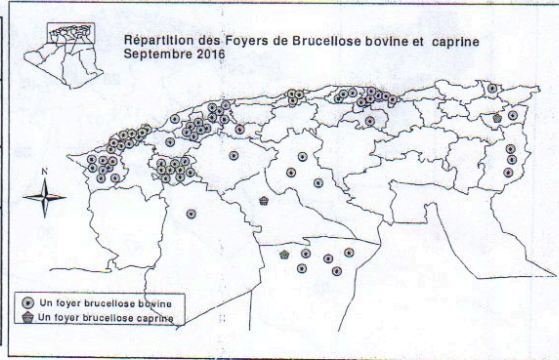 Répartition des Foyers de Brucellose bovine et caprine
Septembre 2016
N
Un foyer brucellose bovine
Un foyer brucellose caprine